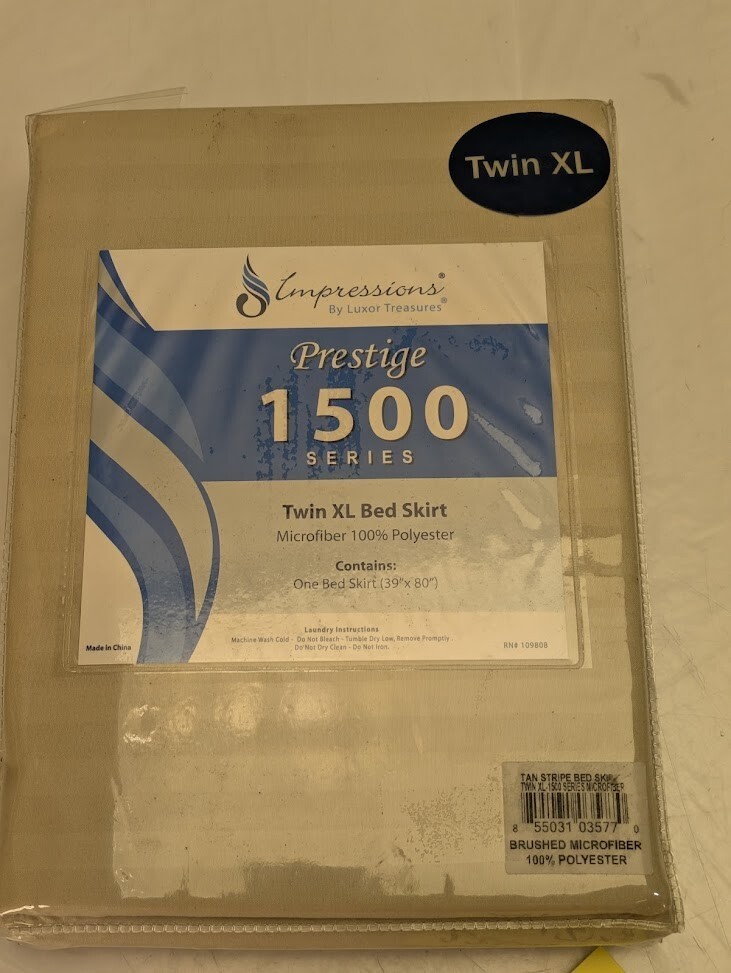 Twin XL
Impressions®
By Luxor Treasures®
Prestige
1500
SERIES
Twin XL Bed Skirt
Microfiber 100% Polyester
Contains:
One Bed Skirt (39"x 80")
Laundry Instructions
Machine Wash Cold - Do Not Bleach - Tumble Dry Low, Remove Promptly
Do Not Dry Clean - Do Not Iron.
Made in China
RN# 109808
TAN STRIPE BED SKIRT
TWIN XL-1500 SERIES MICROFIBER
8 55031 03577 0
BRUSHED MICROFIBER
100% POLYESTER